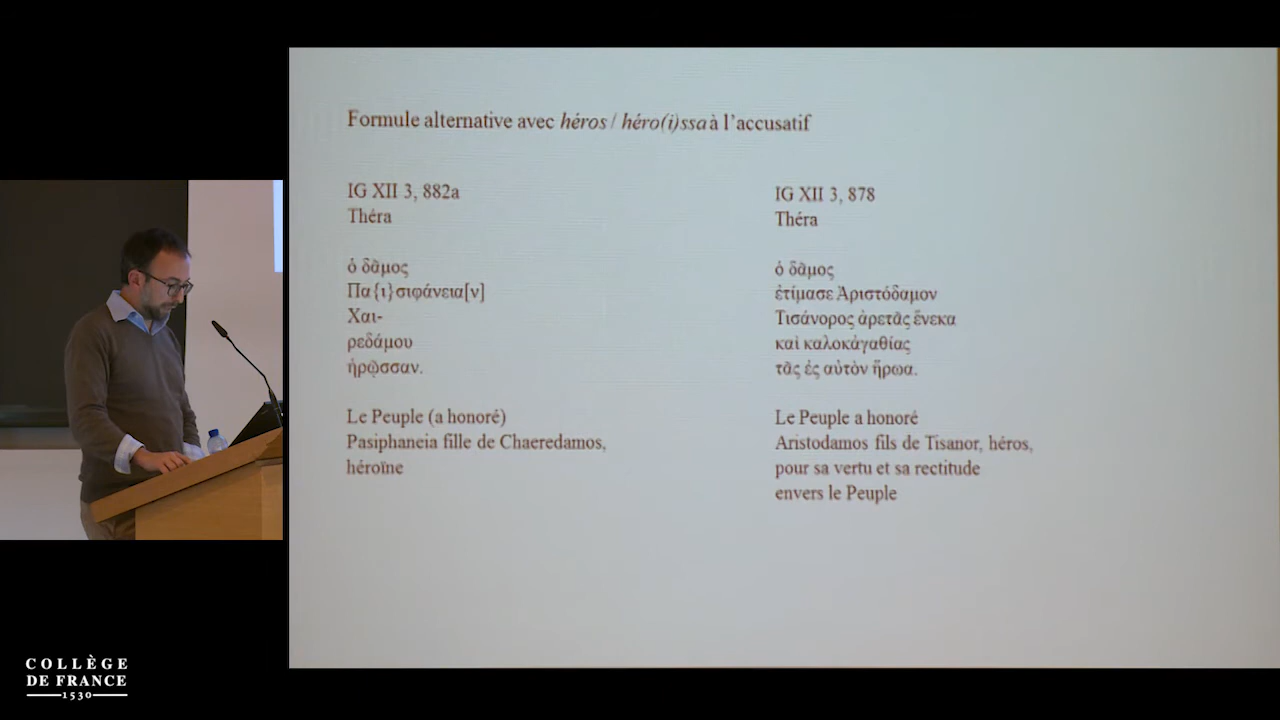 Formule alternative avec héros / héro(i)ssa à l'accusatif
IG XII 3, 882a
Théra
ὁ δᾶμος
Πα{ι}σιφάνεια[ν]
Χαι-
ρεδάμου
ἡρῷσσαν.
Le Peuple (a honoré)
Pasiphaneia fille de Chaeredamos,
héroïne
IG XII 3, 878
Théra
ὁ δᾶμος
ἐτίμασε Ἀριστόδαμον
Τισάνορος ἀρετᾶς ἕνεκα
καὶ καλοκἀγαθίας
τᾶς ἐς αὑτὸν ἥρωα.
Le Peuple a honoré
Aristodamos fils de Tisanor, héros,
pour sa vertu et sa rectitude
envers le Peuple
COLLÈGE
DE FRANCE
1530